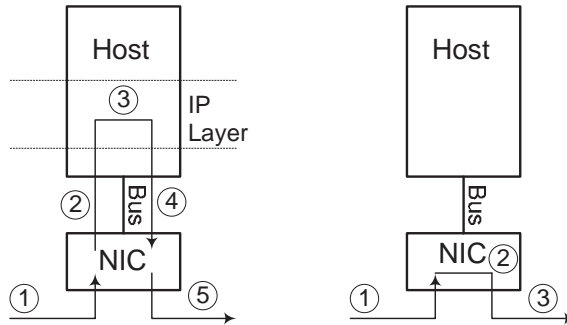 Host
③
IP
Layer
②
Bus
④
NIC
①
⑤
Host
Bus
NIC
②
①
③